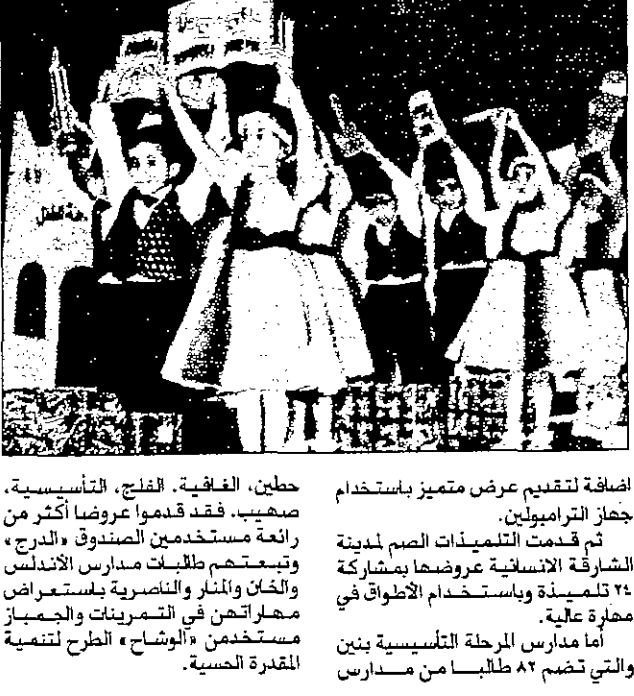 اضافة لتقديم عرض متميز باستخدام
جهاز الترامبولين.
ثم قدمت التلميذات الصم لمدينة
الشارقة الانسانية عروضها بمشاركة
٢٤ تلميذة وباستخدام الأطواق في
مهارة عالية.
أما مدارس المرحلة التأسيسية بنين
والتي تضم ٨٢ طالبا من مدارس
حطين، الغافية. الفلج، التأسيسية،
صهيب. فقد قدموا عروضا أكثر من
رائعة مستخدمين الصندوق «الدرج»
وتبعتهم طالبات مدارس الأندلس
والخان والمنار والناصرية باستعراض
مهاراتهن في التمرينات والجمباز
مستخدمن «الوشاح» الطرح لتنمية
المقدرة الحسية.